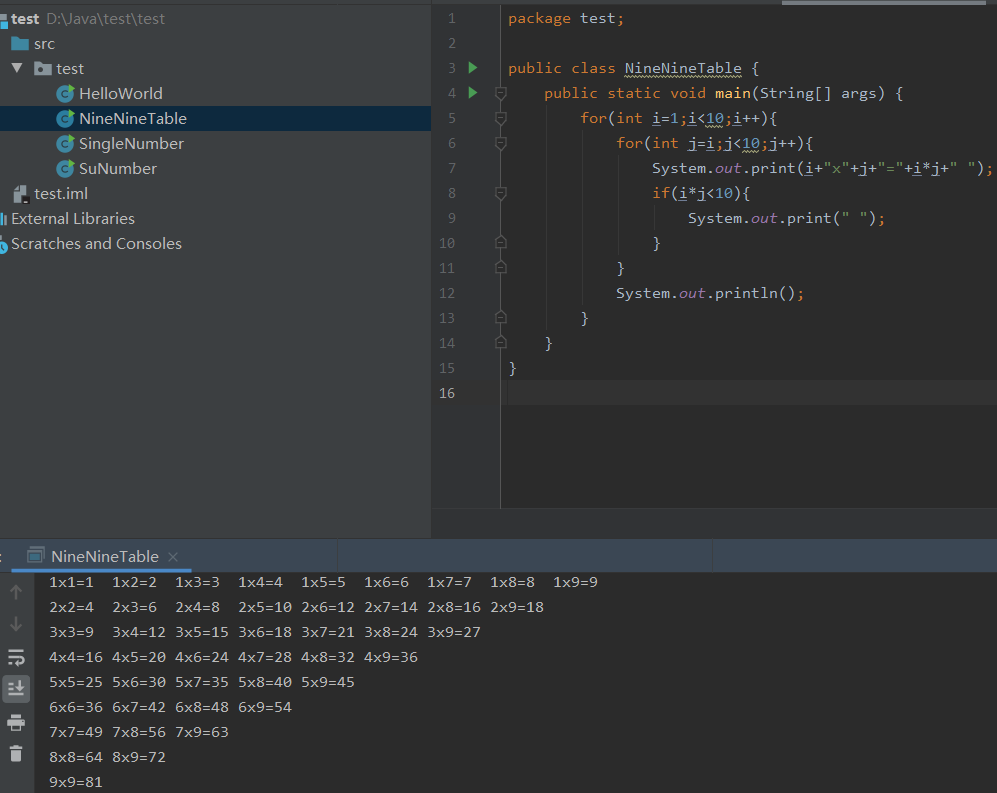 test D:\Java\test\test
src
test
HelloWorld
NineNineTable
SingleNumber
SuNumber
test.iml
External Libraries
Scratches and Consoles
1 package test;
2
3 public class NineNineTable {
4 public static void main(String[] args) {
5 for(int i=1;i<10;i++){
6 for(int j=i;j<10;j++){
7 System.out.print(i+"x"+j+"="+i*j+" ");
8 if(i*j<10){
9 System.out.print(" ");
10 }
11 }
12 System.out.println();
13 }
14 }
15 }
16
: NineNineTable
1x1=1 1x2=2 1x3=3 1x4=4 1x5=5 1x6=6 1x7=7 1x8=8 1x9=9
2x2=4 2x3=6 2x4=8 2x5=10 2x6=12 2x7=14 2x8=16 2x9=18
3x3=9 3x4=12 3x5=15 3x6=18 3x7=21 3x8=24 3x9=27
4x4=16 4x5=20 4x6=24 4x7=28 4x8=32 4x9=36
5x5=25 5x6=30 5x7=35 5x8=40 5x9=45
6x6=36 6x7=42 6x8=48 6x9=54
7x7=49 7x8=56 7x9=63
8x8=64 8x9=72
9x9=81